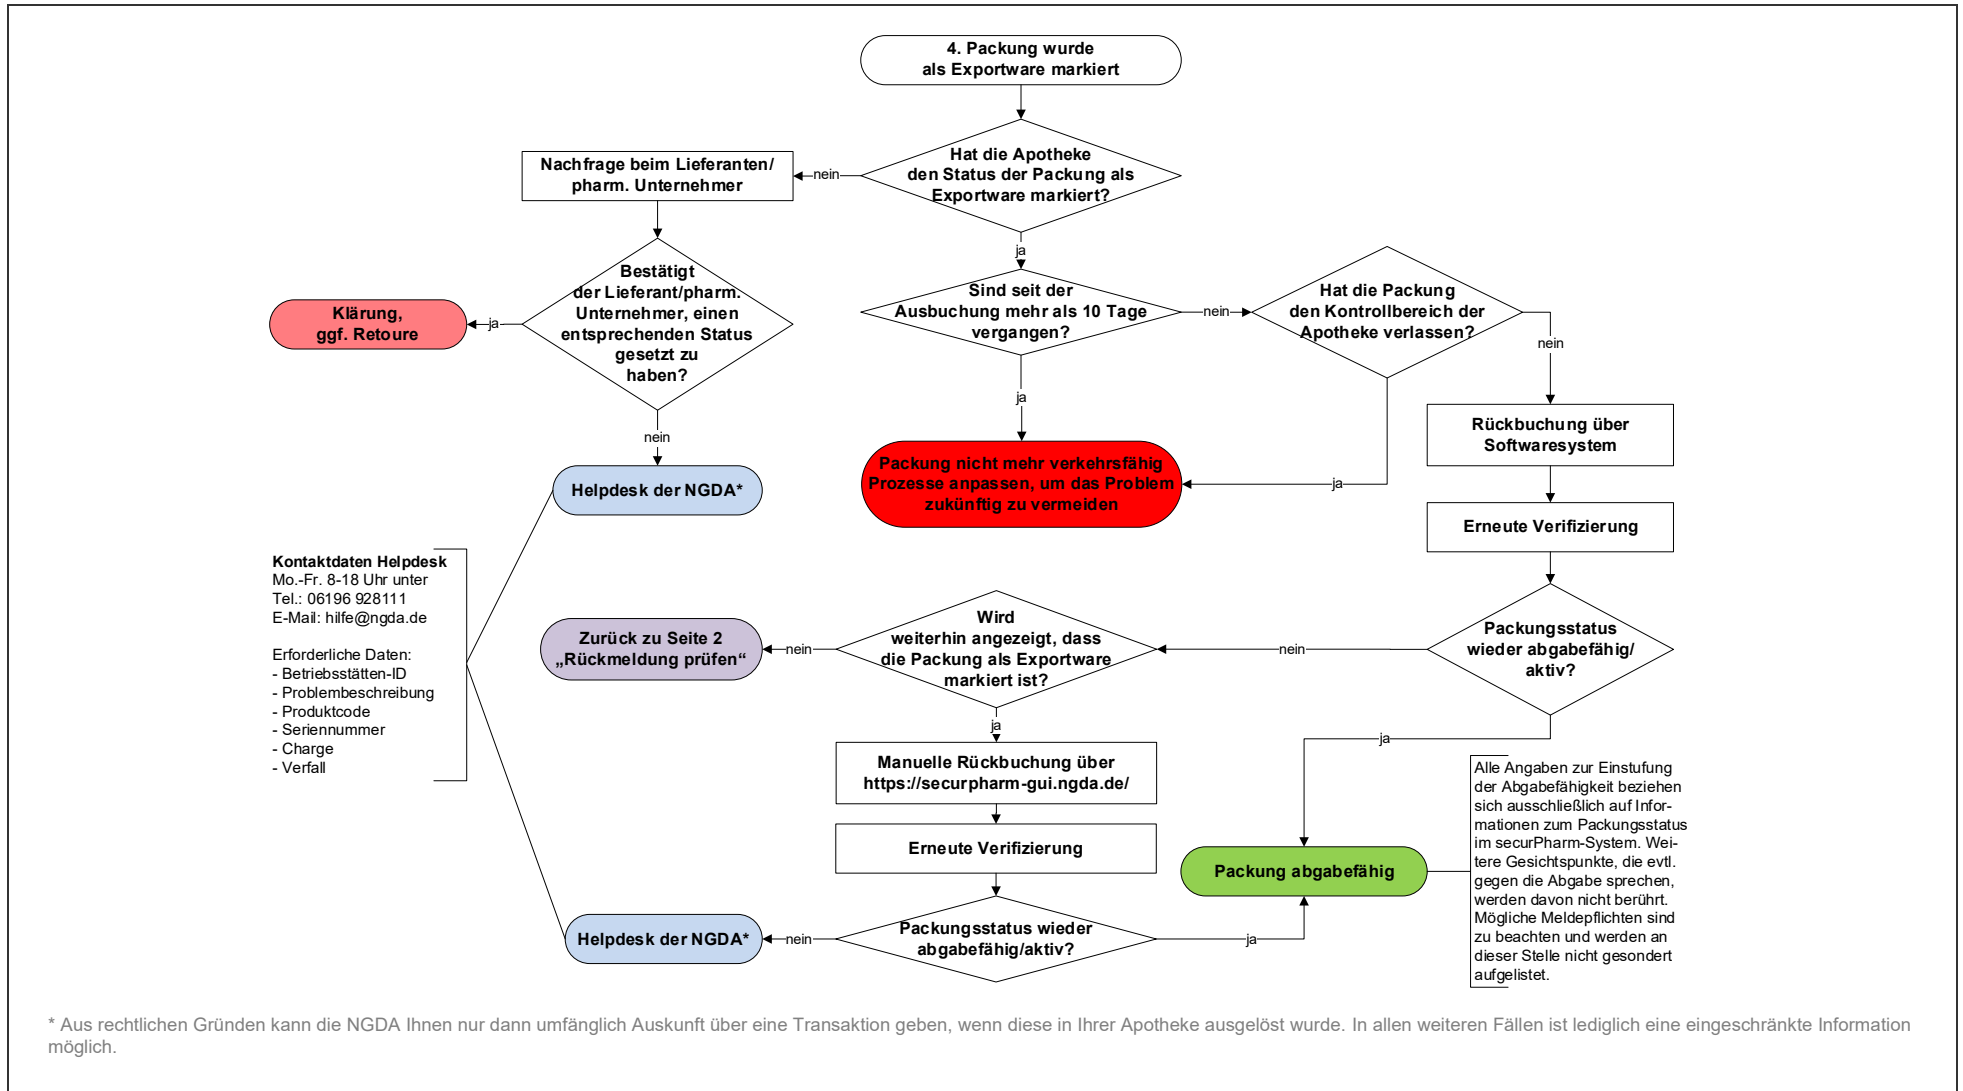 4. Packung wurde
als Exportware markiert
Hat die Apotheke
den Status der Packung als
Exportware markiert?
nein
Nachfrage beim Lieferanten/
pharm. Unternehmer
ja
Bestätigt
der Lieferant/pharm.
Unternehmer, einen
entsprechenden Status
gesetzt zu
haben?
ja
Klärung,
ggf. Retoure
nein
Helpdesk der NGDA*
Sind seit der
Ausbuchung mehr als 10 Tage
vergangen?
nein
Hat die Packung
den Kontrollbereich der
Apotheke verlassen?
nein
ja
ja
Packung nicht mehr verkehrsfähig
Prozesse anpassen, um das Problem
zukünftig zu vermeiden
Rückbuchung über
Softwaresystem
Erneute Verifizierung
Packungsstatus
wieder abgabefähig/
aktiv?
nein
ja
Wird
weiterhin angezeigt, dass
die Packung als Exportware
markiert ist?
nein
Zurück zu Seite 2
„Rückmeldung prüfen“
ja
Manuelle Rückbuchung über
https://securpharm-gui.ngda.de/
Erneute Verifizierung
Packungsstatus wieder
abgabefähig/aktiv?
nein
Helpdesk der NGDA*
ja
Packung abgabefähig
Kontaktdaten Helpdesk
Mo.-Fr. 8-18 Uhr unter
Tel.: 06196 928111
E-Mail: hilfe@ngda.de
Erforderliche Daten:
- Betriebsstätten-ID
- Problembeschreibung
- Produktcode
- Seriennummer
- Charge
- Verfall
Alle Angaben zur Einstufung
der Abgabefähigkeit beziehen
sich ausschließlich auf Infor-
mationen zum Packungsstatus
im securPharm-System. Wei-
tere Gesichtspunkte, die evtl.
gegen die Abgabe sprechen,
werden davon nicht berührt.
Mögliche Meldepflichten sind
zu beachten und werden an
dieser Stelle nicht gesondert
aufgelistet.
* Aus rechtlichen Gründen kann die NGDA Ihnen nur dann umfänglich Auskunft über eine Transaktion geben, wenn diese in Ihrer Apotheke ausgelöst wurde. In allen weiteren Fällen ist lediglich eine eingeschränkte Information
möglich.